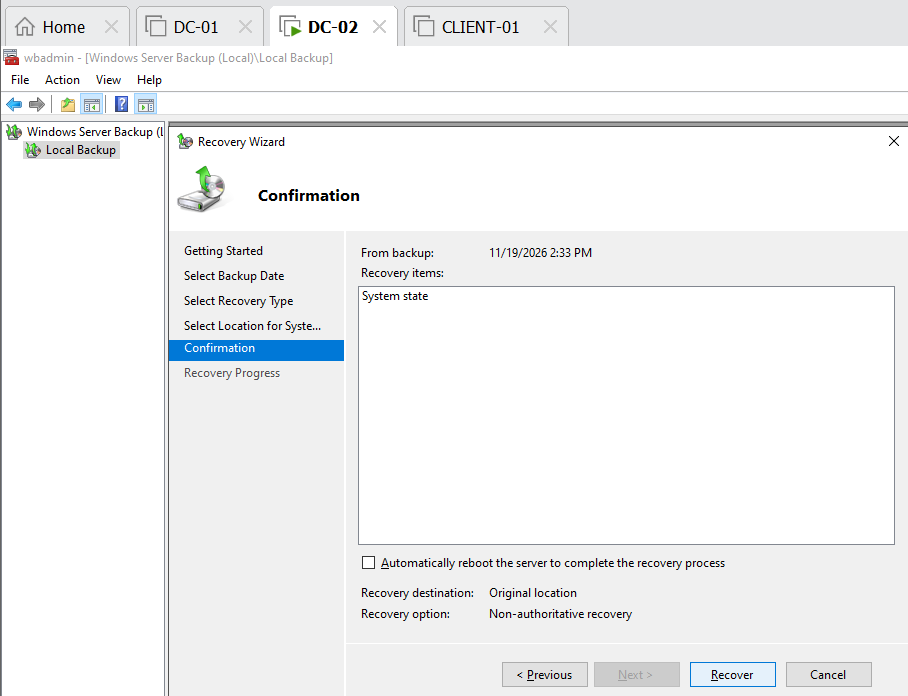 Home
DC-01
DC-02
CLIENT-01
wbadmin - [Windows Server Backup (Local)\Local Backup]
File Action View Help
Windows Server Backup (L
Local Backup
Recovery Wizard
Confirmation
Getting Started
Select Backup Date
Select Recovery Type
Select Location for Syste...
Confirmation
Recovery Progress
From backup: 11/19/2026 2:33 PM
Recovery items:
System state
Automatically reboot the server to complete the recovery process
Recovery destination: Original location
Recovery option: Non-authoritative recovery
< Previous
Next >
Recover
Cancel